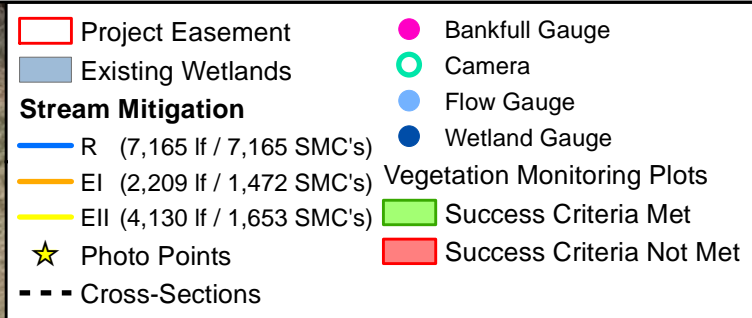 Project Easement
Existing Wetlands
Stream Mitigation
R (7,165 lf / 7,165 SMC's)
EI (2,209 lf / 1,472 SMC's)
EII (4,130 lf / 1,653 SMC's)
Photo Points
Cross-Sections
Bankfull Gauge
Camera
Flow Gauge
Wetland Gauge
Vegetation Monitoring Plots
Success Criteria Met
Success Criteria Not Met